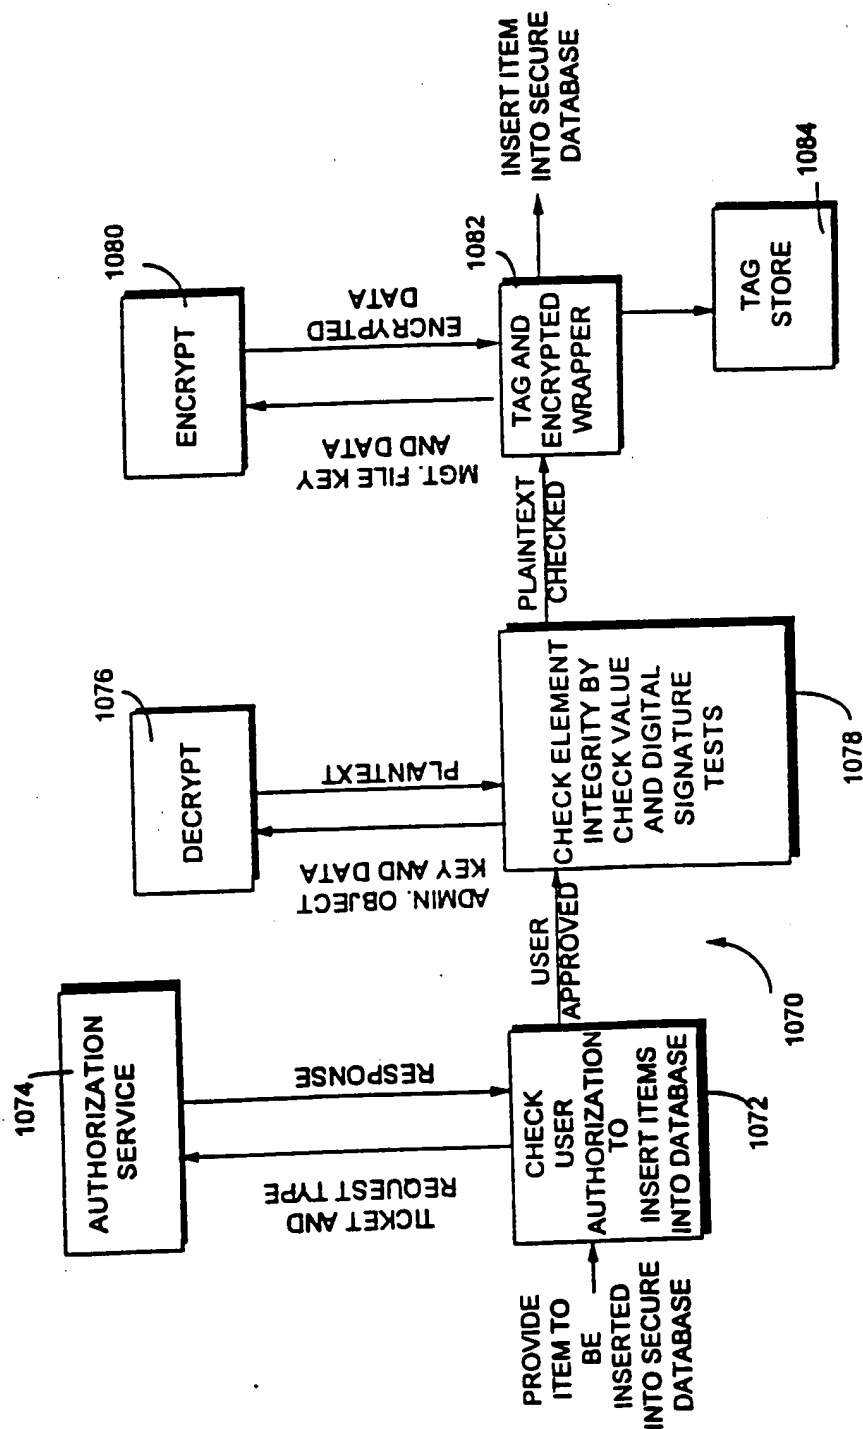 PROVIDE
ITEM TO
BE
INSERTED
INTO SECURE
DATABASE
CHECK
USER
AUTHORIZATION
TO
INSERT ITEMS
INTO DATABASE
1072
TICKET AND
REQUEST TYPE
RESPONSE
AUTHORIZATION
SERVICE
1074
USER
APPROVED
1070
CHECK ELEMENT
INTEGRITY BY
CHECK VALUE
AND DIGITAL
SIGNATURE
TESTS
1078
ADMIN. OBJECT
KEY AND DATA
PLAINTEXT
DECRYPT
1076
PLAINTEXT
CHECKED
TAG AND
ENCRYPTED
WRAPPER
1082
MGT. FILE KEY
AND DATA
ENCRYPTED
DATA
ENCRYPT
1080
INSERT ITEM
INTO SECURE
DATABASE
TAG
STORE
1084